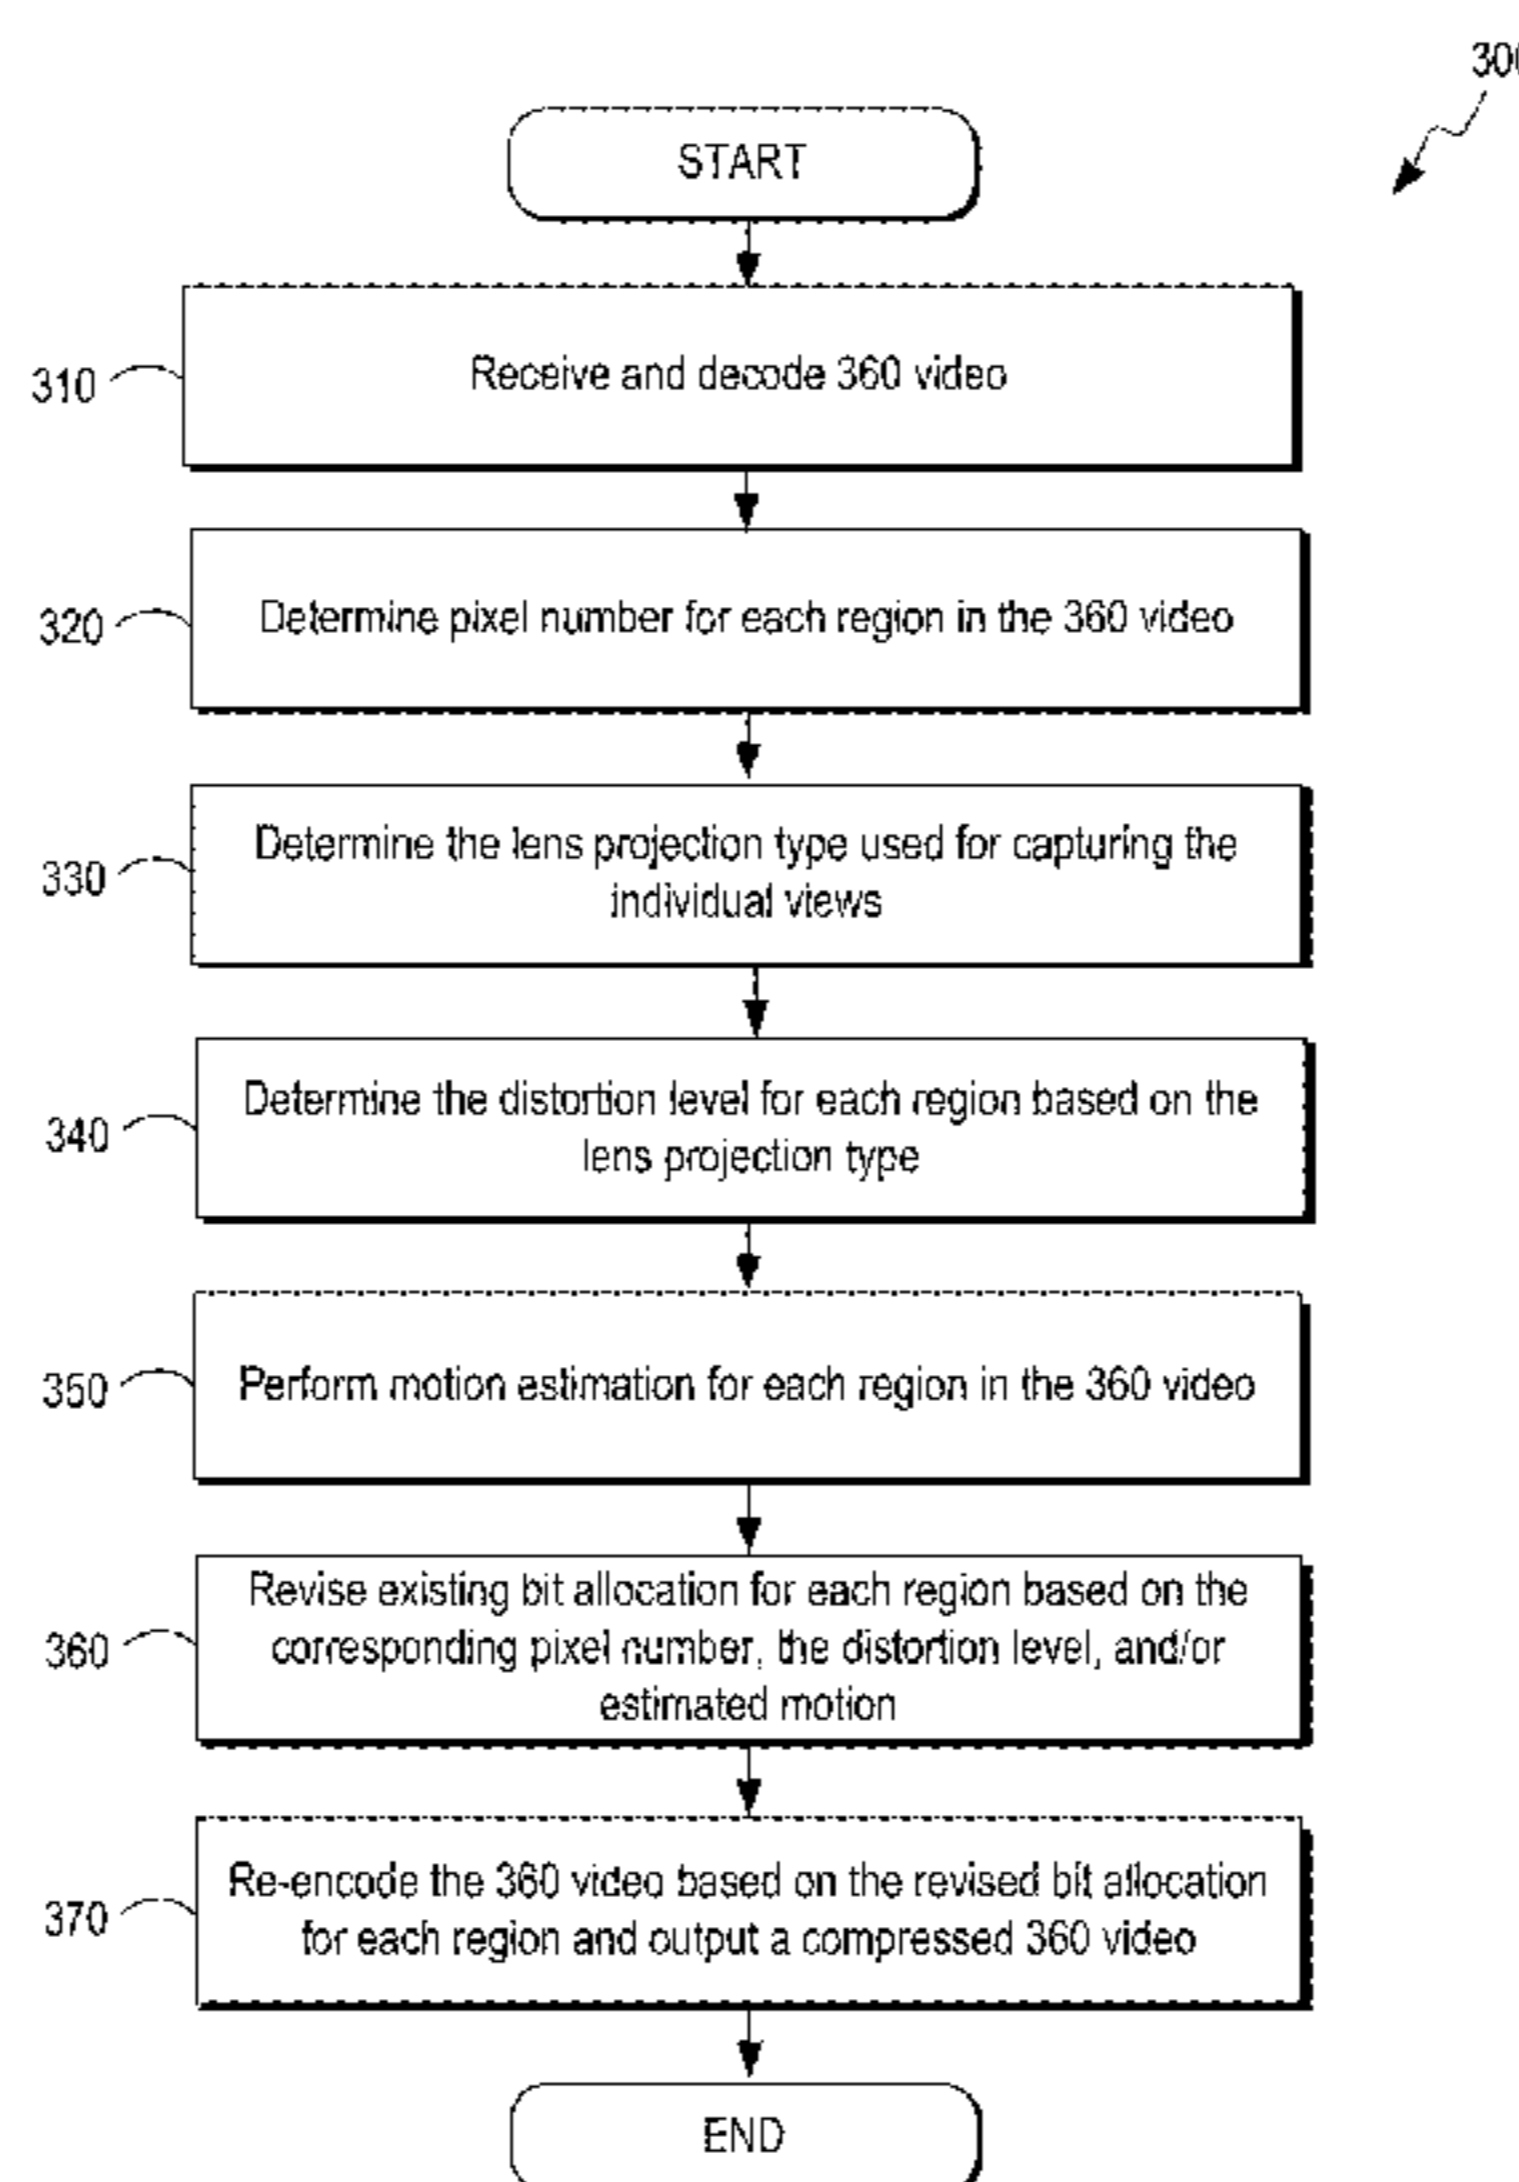 300
START
310
Receive and decode 360 video
320
Determine pixel number for each region in the 360 video
330
Determine the lens projection type used for capturing the
individual views
340
Determine the distortion level for each region based on the
lens projection type
350
Perform motion estimation for each region in the 360 video
360
Revise existing bit allocation for each region based on the
corresponding pixel number, the distortion level, and/or
estimated motion
370
Re-encode the 360 video based on the revised bit allocation
for each region and output a compressed 360 video
END